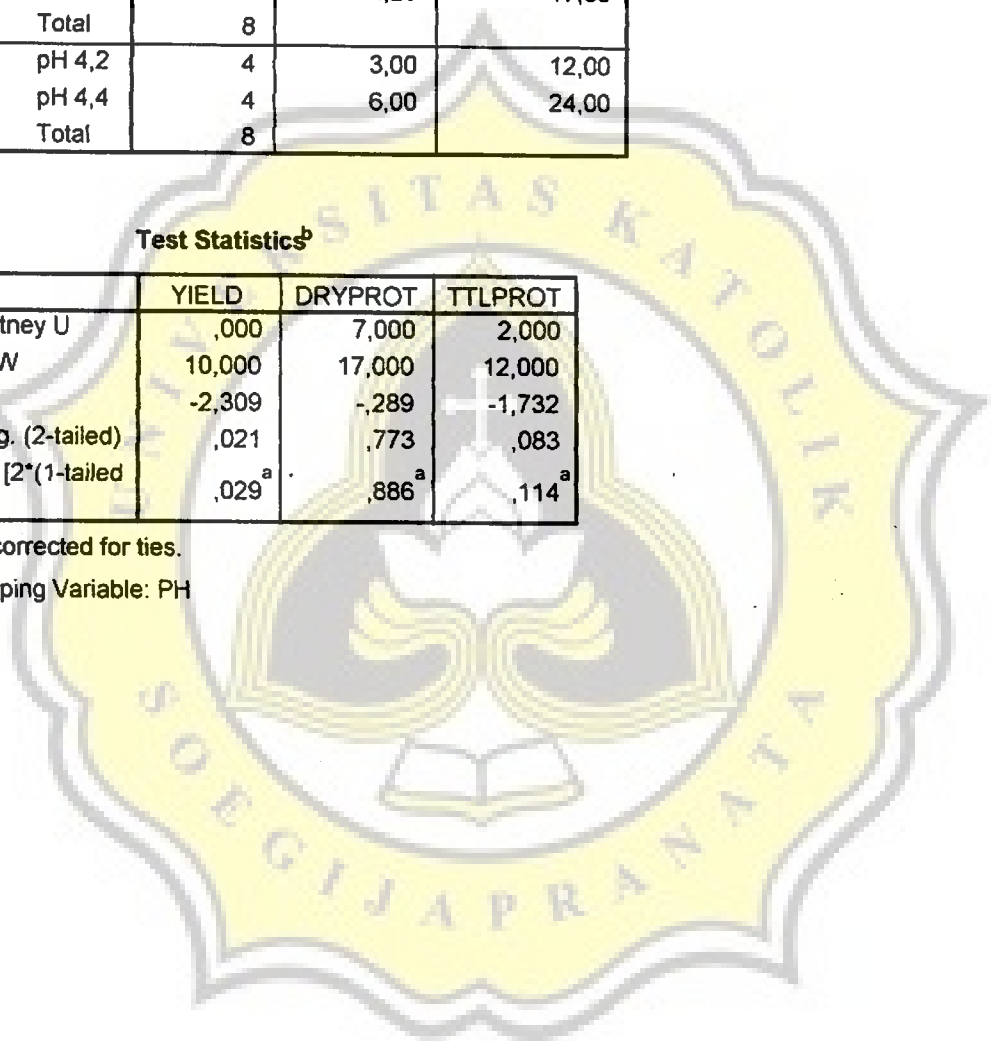 Total 8
pH 4,2 4 3,00 12,00
pH 4,4 4 6,00 24,00
Total 8
Test Statistics b
YIELD DRYPROT TTLPROT
tney U ,000 7,000 2,000
W 10,000 17,000 12,000
-2,309 -,289 -1,732
g. (2-tailed) ,021 ,773 ,083
[2*(1-tailed ,029 a ,886 a ,114 a
corrected for ties.
ping Variable: PH
UNIVERSITAS KATOLIK
SOEGIJAPRANATA